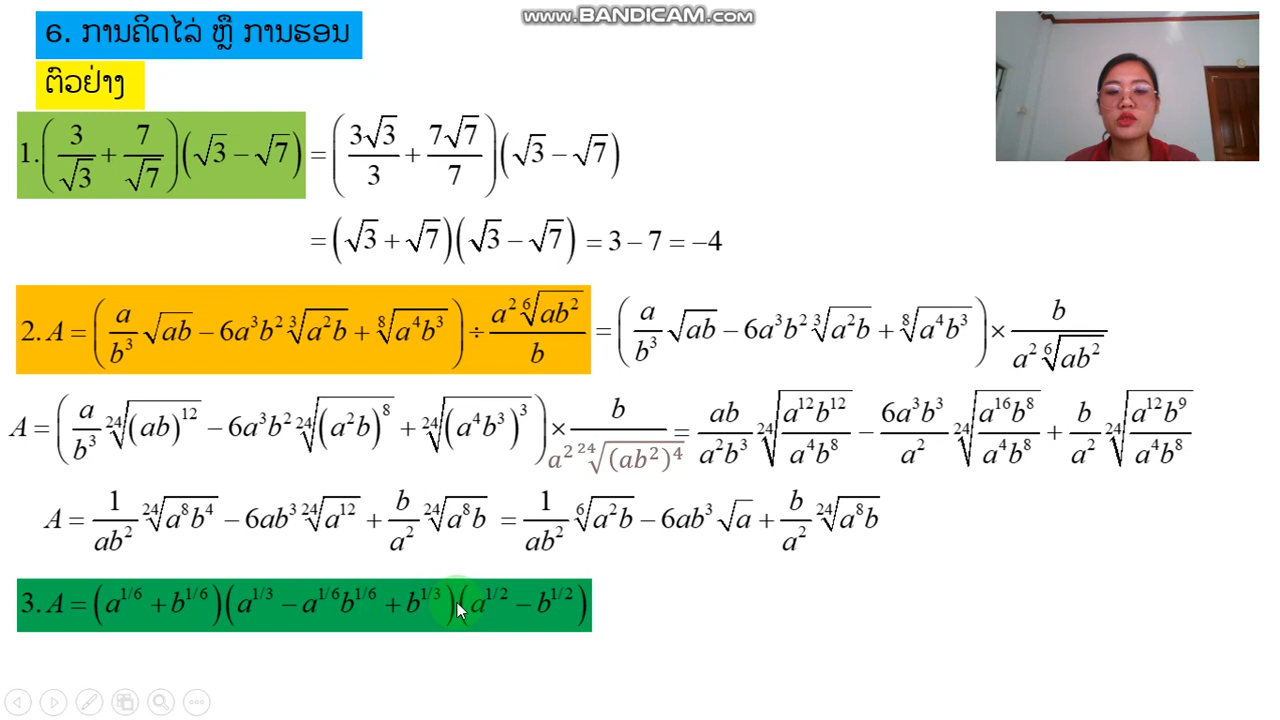 www.BANDICAM.com
6. ການຄິດໄລ່ ຫຼື ການຮອນ
ຕົວຢ່າງ
1. (3/√3 + 7/√7)(√3 − √7) = (3√3/3 + 7√7/7)(√3 − √7)
= (√3 + √7)(√3 − √7) = 3 − 7 = −4
2. A = (a/b³ √(ab) − 6a³b² ∛(a²b) + ⁸√(a⁴b³)) ÷ (a² ⁶√(ab²))/b = (a/b³ √(ab) − 6a³b² ∛(a²b) + ⁸√(a⁴b³)) × b/(a² ⁶√(ab²))
A = (a/b³ ²⁴√((ab)¹²) − 6a³b² ²⁴√((a²b)⁸) + ²⁴√((a⁴b³)³)) × b/(a² ²⁴√((ab²)⁴)) = ab/(a²b³) ²⁴√(a¹²b¹²/(a⁴b⁸)) − 6a³b³/a² ²⁴√(a¹⁶b⁸/(a⁴b⁸)) + b/a² ²⁴√(a¹²b⁹/(a⁴b⁸))
A = 1/(ab²) ²⁴√(a⁸b⁴) − 6ab³ ²⁴√(a¹²) + b/a² ²⁴√(a⁸b) = 1/(ab²) ⁶√(a²b) − 6ab³ √a + b/a² ²⁴√(a⁸b)
3. A = (a^{1/6} + b^{1/6})(a^{1/3} − a^{1/6}b^{1/6} + b^{1/3})(a^{1/2} − b^{1/2})